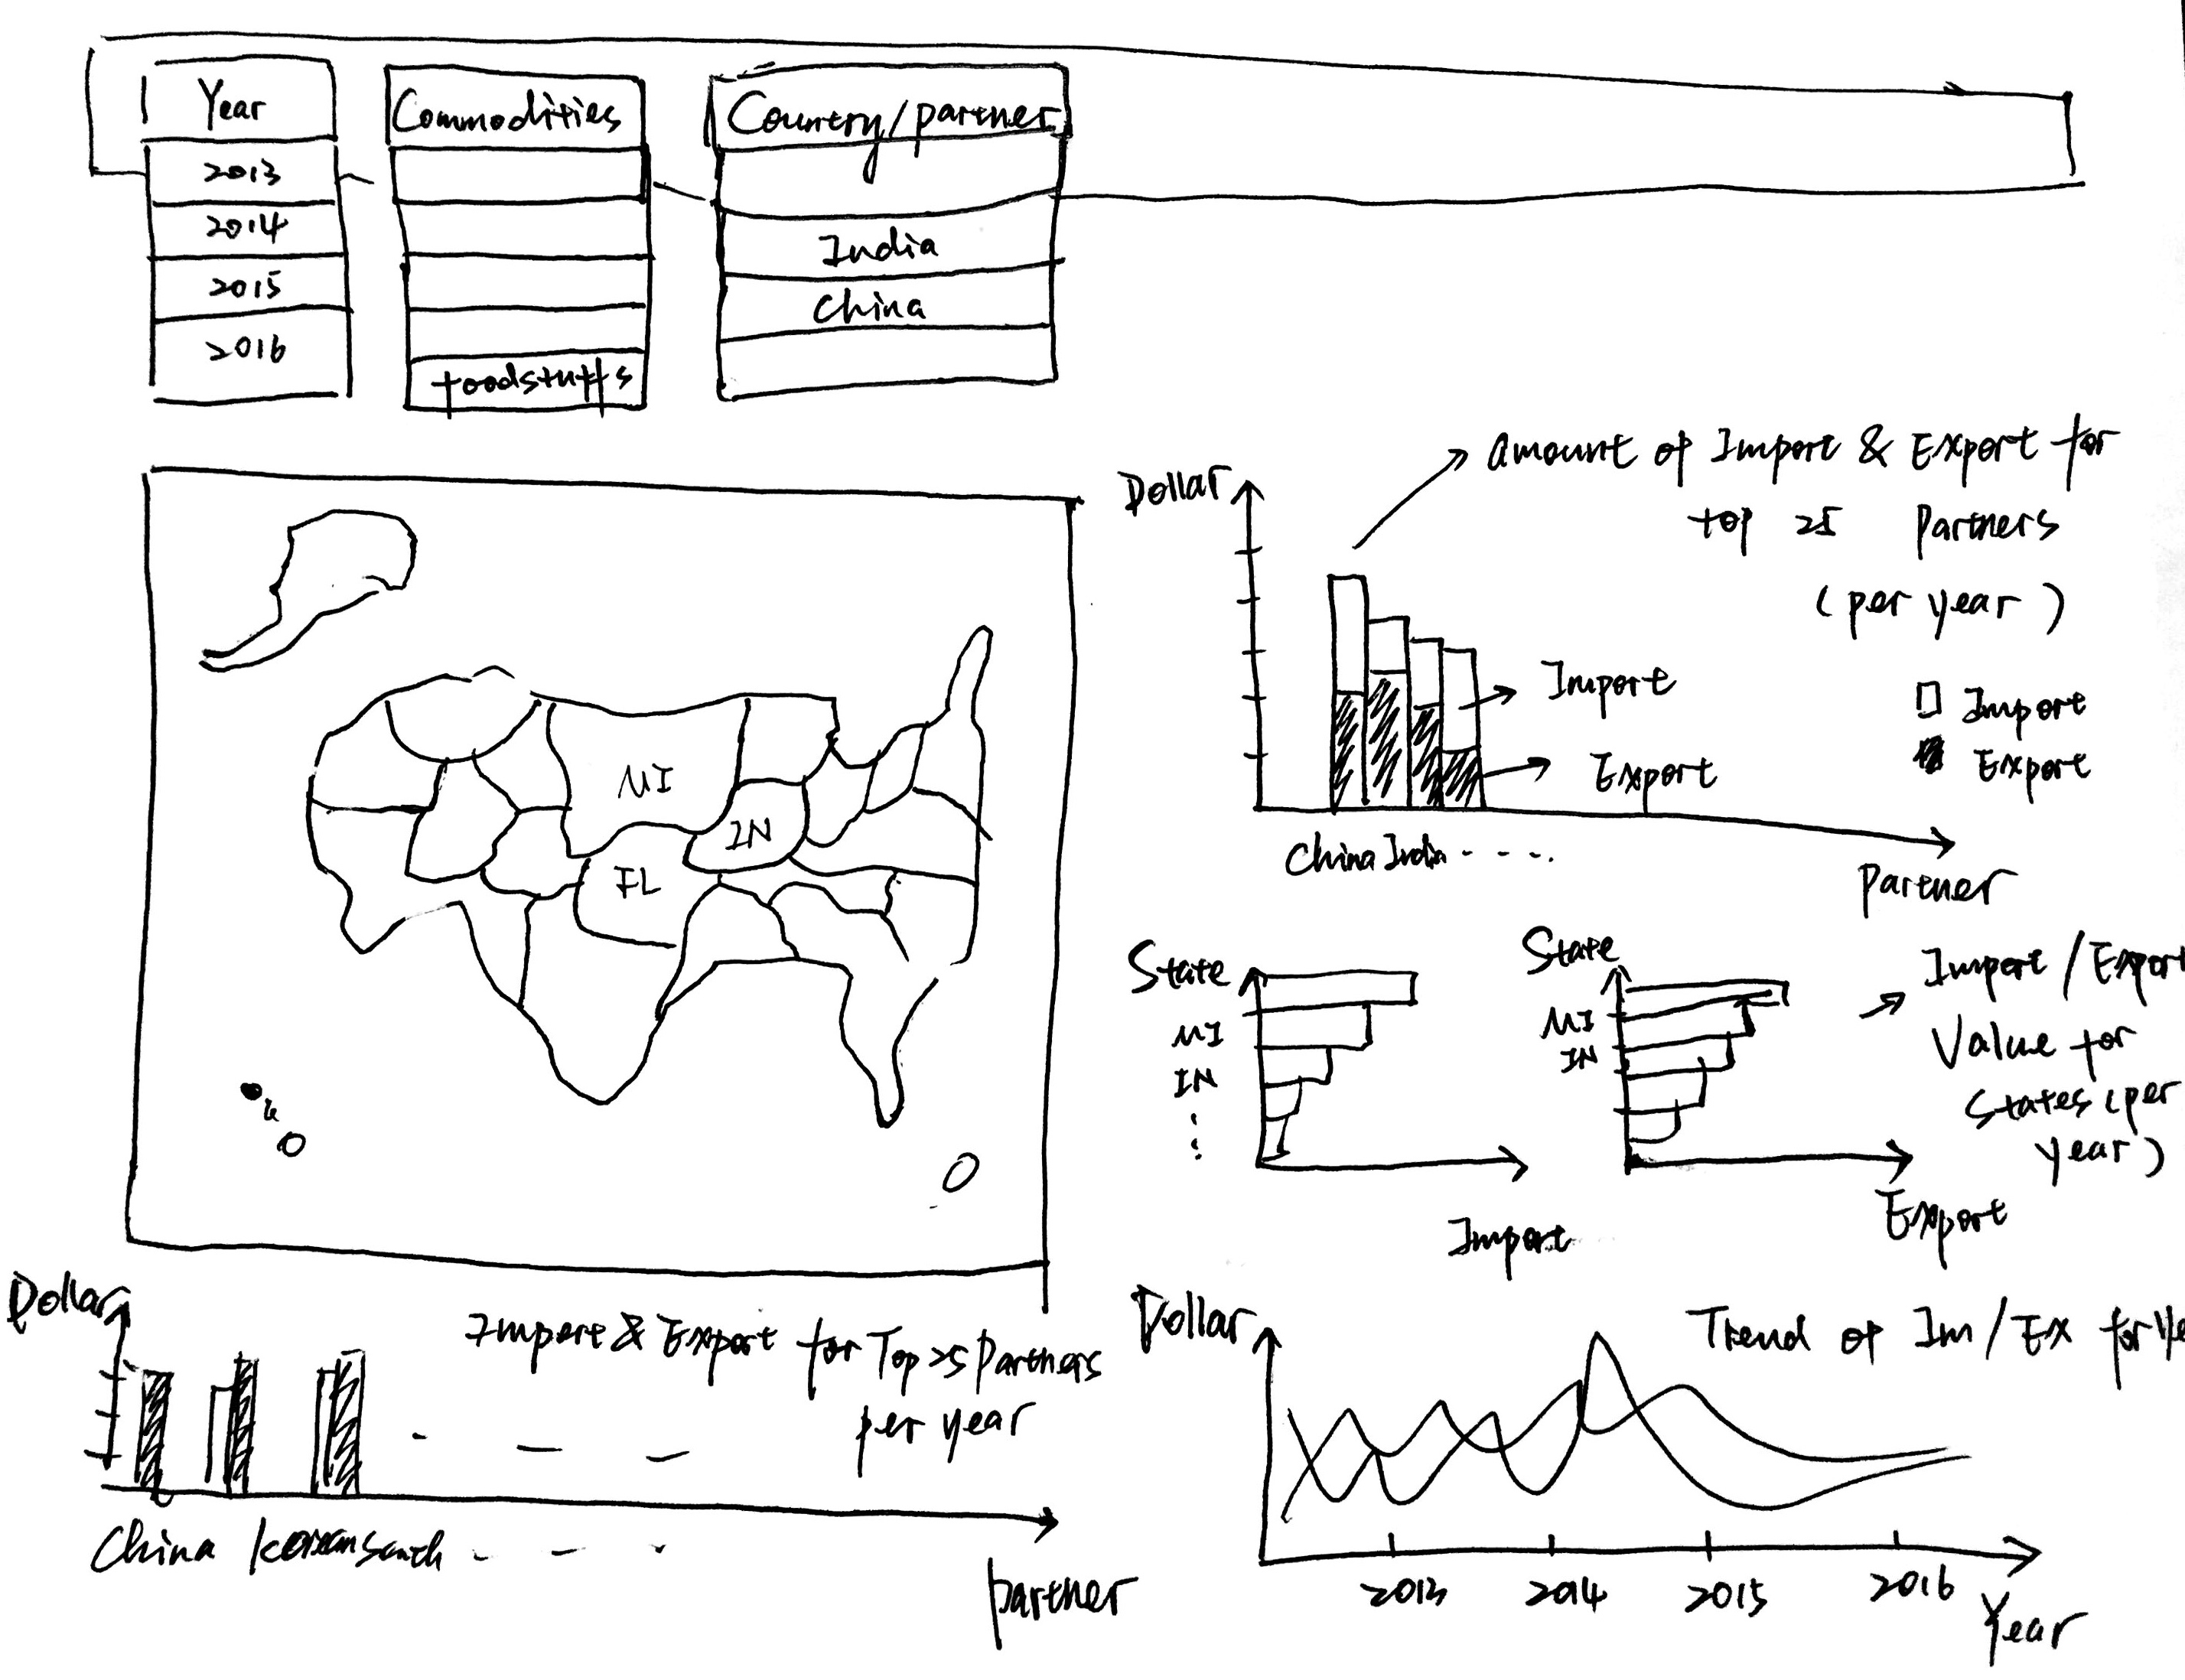 Year
2013
2014
2015
2016
Commodities
foodstuffs
Country/partner
India
China
Dollar
amount of Import & Export for
top 25 Partners
(per year)
Import
Export
Import
Export
China India - - - -.
Partner
MI
IN
FL
State
MI
IN
Import
State
MI
IN
Export
Import/Export
Value for
States (per
year)
Dollar
Import & Export for Top 25 Partners
per year
China Korean South - - -
partner
Dollar
Trend of Im/Ex for
2013 2014 2015 2016
Year